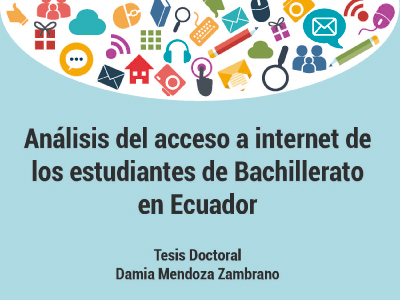 Análisis del acceso a internet de
los estudiantes de Bachillerato
en Ecuador
Tesis Doctoral
Damia Mendoza Zambrano